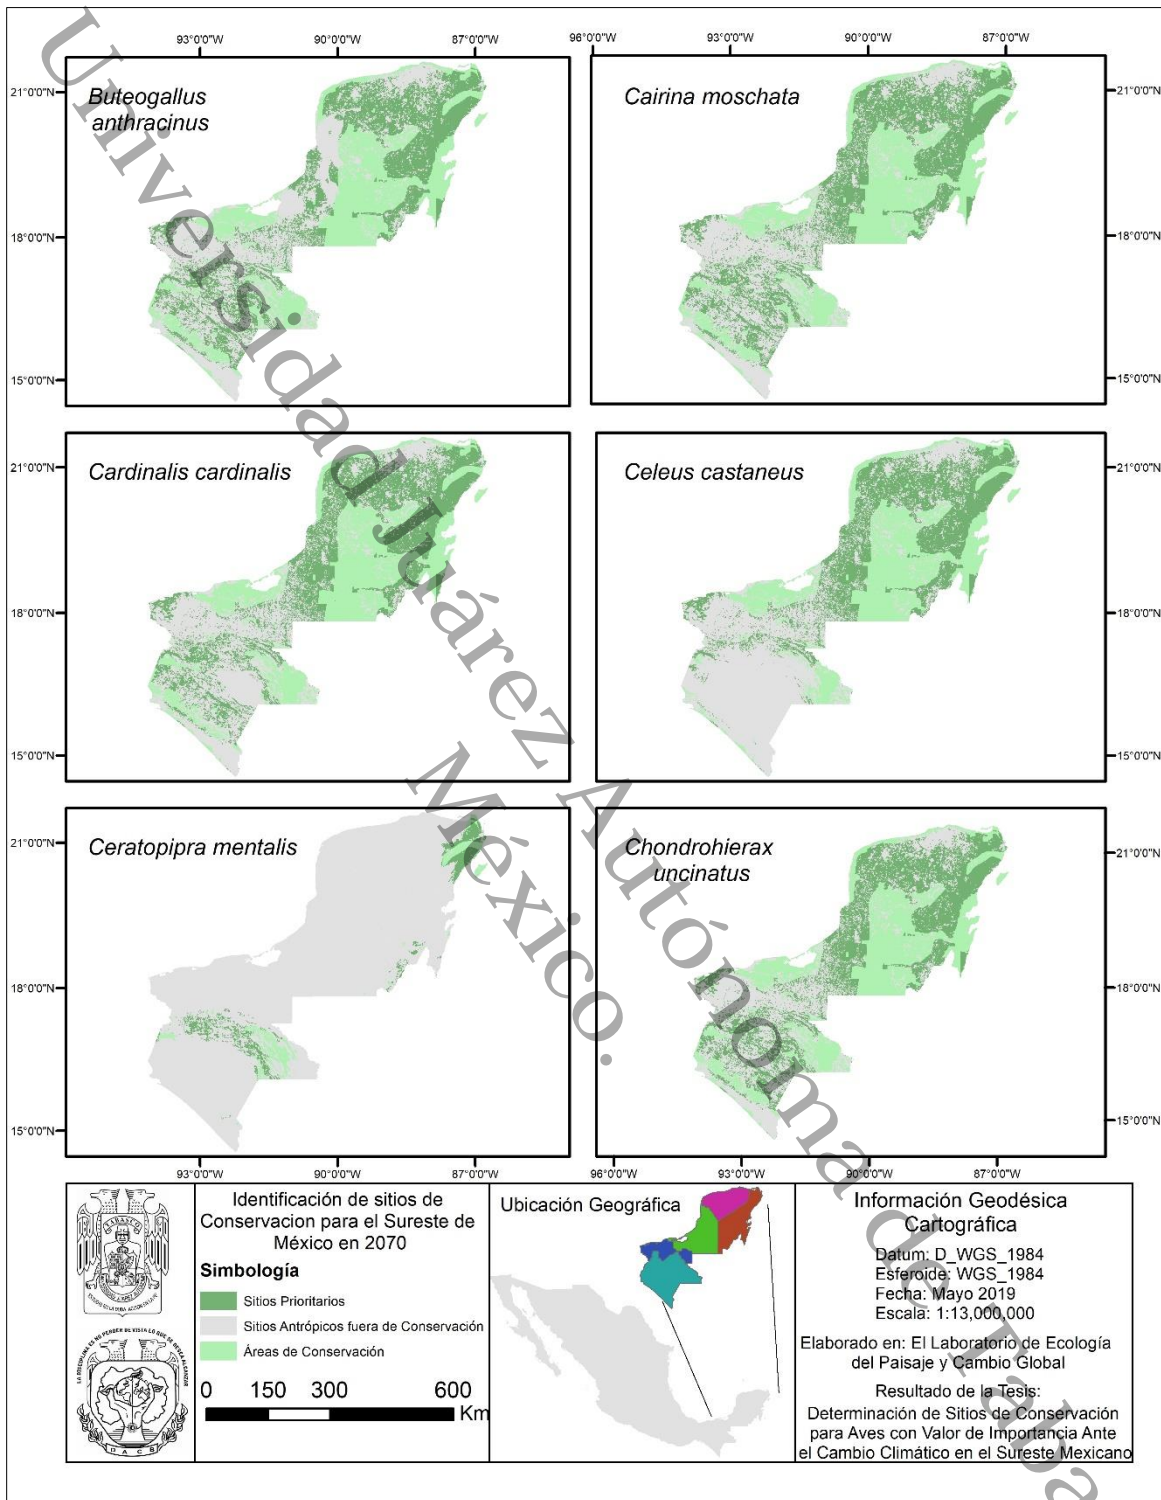 93°0'0"W 90°0'0"W 87°0'0"W 96°0'0"W 93°0'0"W 90°0'0"W 87°0'0"W
21°0'0"N
18°0'0"N
15°0'0"N
Buteogallus
anthracinus
Cairina moschata
21°0'0"N
18°0'0"N
15°0'0"N
21°0'0"N
18°0'0"N
15°0'0"N
Cardinalis cardinalis
Celeus castaneus
21°0'0"N
18°0'0"N
15°0'0"N
21°0'0"N
18°0'0"N
15°0'0"N
Ceratopipra mentalis
Chondrohierax
uncinatus
21°0'0"N
18°0'0"N
15°0'0"N
93°0'0"W 90°0'0"W 87°0'0"W 96°0'0"W 93°0'0"W 90°0'0"W 87°0'0"W
Identificación de sitios de
Conservacion para el Sureste de
México en 2070
Simbología
Sitios Prioritarios
Sitios Antrópicos fuera de Conservación
Áreas de Conservación
0 150 300 600
Km
Ubicación Geográfica
Información Geodésica
Cartográfica
Datum: D_WGS_1984
Esferoide: WGS_1984
Fecha: Mayo 2019
Escala: 1:13,000,000
Elaborado en: El Laboratorio de Ecología
del Paisaje y Cambio Global
Resultado de la Tesis:
Determinación de Sitios de Conservación
para Aves con Valor de Importancia Ante
el Cambio Climático en el Sureste Mexicano
TABASCO
D A C B
Universidad Juárez Autónoma de Taba
México.